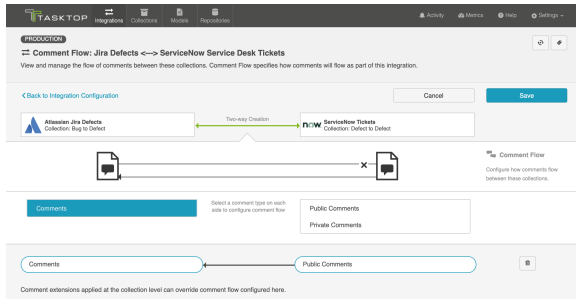 TASKTOP
Integrations
Collections
Models
Repositories
Activity
Metrics
Help
Settings
PRODUCTION
Comment Flow: Jira Defects <---> ServiceNow Service Desk Tickets
View and manage the flow of comments between these collections. Comment Flow specifies how comments will flow as part of this integration.
Back to Integration Configuration
Cancel
Save
Atlassian Jira Defects
Collection: Bug to Defect
Two-way Creation
now
ServiceNow Tickets
Collection: Defect to Defect
Comment Flow
Configure how comments flow
between these collections.
Comments
Select a comment type on each
side to configure comment flow
Public Comments
Private Comments
Comments
Public Comments
Comment extensions applied at the collection level can override comment flow configured here.